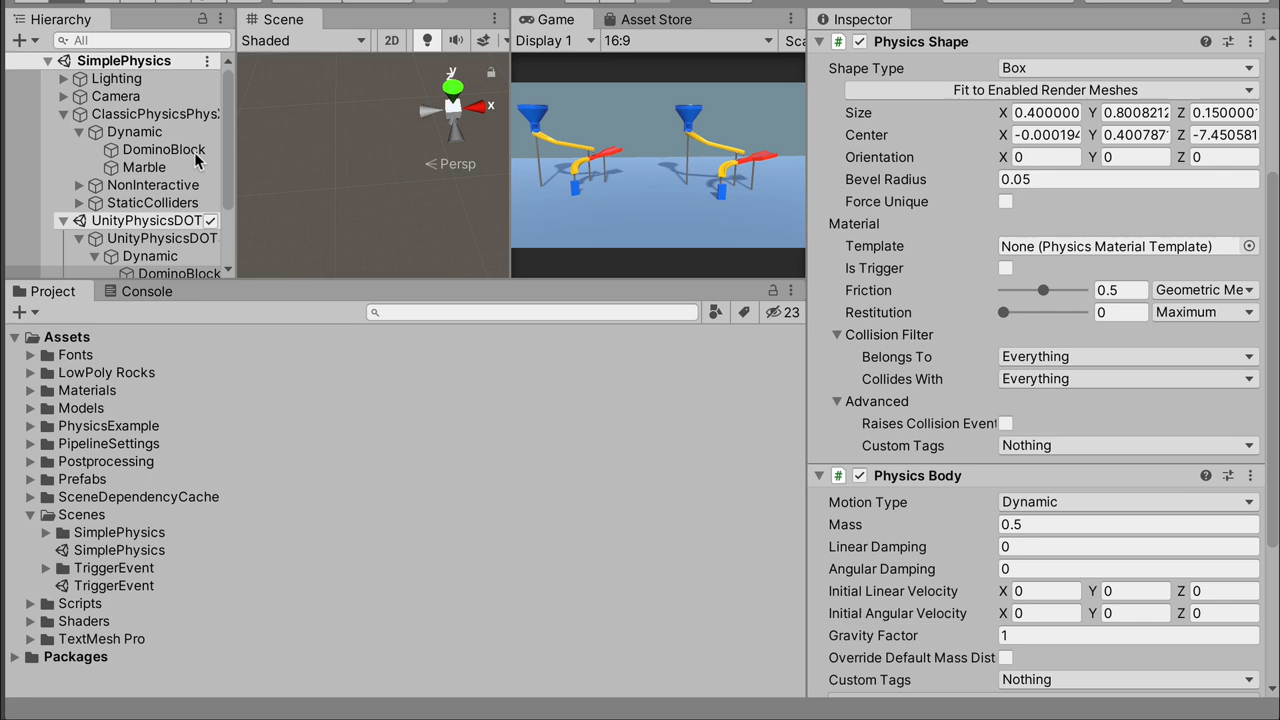 Hierarchy
All
SimplePhysics
Lighting
Camera
ClassicPhysicsPhys
Dynamic
DominoBlock
Marble
NonInteractive
StaticColliders
UnityPhysicsDOT
UnityPhysicsDOT
Dynamic
DominoBlock
Scene
Shaded
2D
y
x
Persp
Game
Asset Store
Display 1
16:9
Sca
Project
Console
23
Assets
Fonts
LowPoly Rocks
Materials
Models
PhysicsExample
PipelineSettings
Postprocessing
Prefabs
SceneDependencyCache
Scenes
SimplePhysics
SimplePhysics
TriggerEvent
TriggerEvent
Scripts
Shaders
TextMesh Pro
Packages
Inspector
# Physics Shape
Shape Type Box
Fit to Enabled Render Meshes
Size X 0.400000 Y 0.8008212 Z 0.150000
Center X -0.000194 Y 0.400787 Z -7.450581
Orientation X 0 Y 0 Z 0
Bevel Radius 0.05
Force Unique
Material
Template None (Physics Material Template)
Is Trigger
Friction 0.5 Geometric Me
Restitution 0 Maximum
Collision Filter
Belongs To Everything
Collides With Everything
Advanced
Raises Collision Event
Custom Tags Nothing
# Physics Body
Motion Type Dynamic
Mass 0.5
Linear Damping 0
Angular Damping 0
Initial Linear Velocity X 0 Y 0 Z 0
Initial Angular Velocity X 0 Y 0 Z 0
Gravity Factor 1
Override Default Mass Dist
Custom Tags Nothing